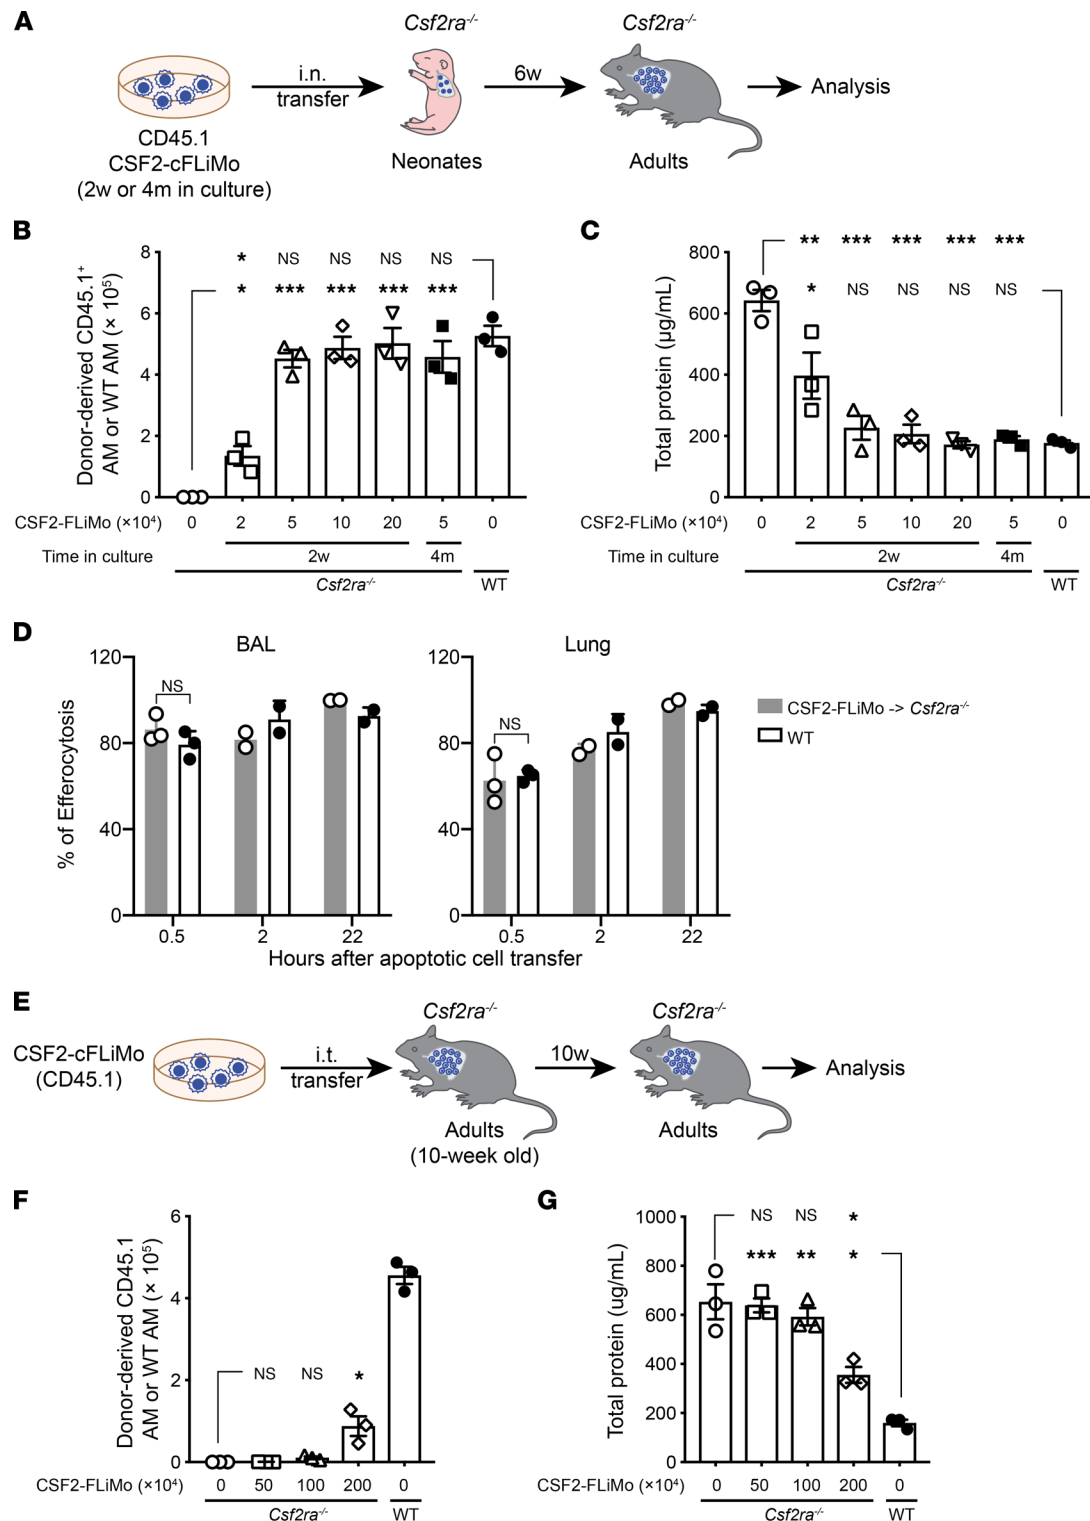 A
Csf2ra-/-
Csf2ra-/-
i.n.
transfer
6w
Analysis
CD45.1
CSF2-cFLiMo
(2w or 4m in culture)
Neonates
Adults
B
Donor-derived CD45.1+
AM or WT AM (× 10⁵)
8
6
4
2
0
* NS NS NS NS
* *** *** *** ***
CSF2-FLiMo (×10⁴) 0 2 5 10 20 5 0
Time in culture 2w 4m
Csf2ra-/- WT
C
Total protein (µg/mL)
800
600
400
200
0
** *** *** *** ***
* NS NS NS NS
CSF2-FLiMo (×10⁴) 0 2 5 10 20 5 0
Time in culture 2w 4m
Csf2ra-/- WT
D
BAL
Lung
% of Efferocytosis
120
80
40
0
NS
0.5 2 22
120
80
40
0
NS
0.5 2 22
Hours after apoptotic cell transfer
CSF2-FLiMo -> Csf2ra-/-
WT
E
Csf2ra-/-
Csf2ra-/-
CSF2-cFLiMo
(CD45.1)
i.t.
transfer
10w
Analysis
Adults
(10-week old)
Adults
F
Donor-derived CD45.1
AM or WT AM (× 10⁵)
6
4
2
0
NS NS *
CSF2-FLiMo (×10⁴) 0 50 100 200 0
Csf2ra-/- WT
G
Total protein (ug/mL)
1000
800
600
400
200
0
NS NS *
*** ** *
CSF2-FLiMo (×10⁴) 0 50 100 200 0
Csf2ra-/- WT